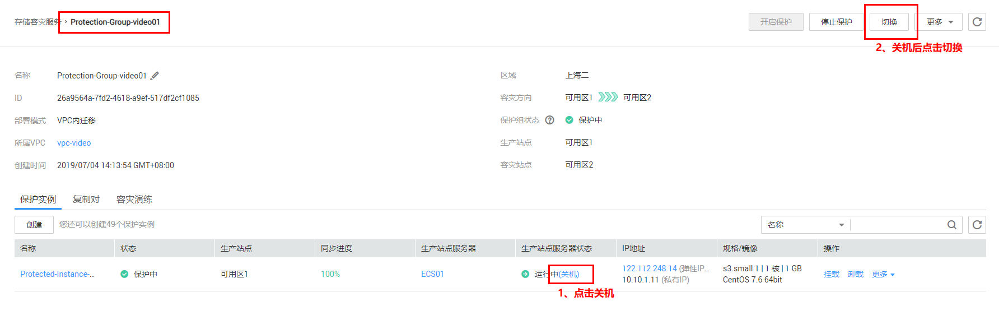 存储容灾服务 › Protection-Group-video01
开启保护 停止保护 切换 更多
2、关机后点击切换
名称 Protection-Group-video01
区域 上海二
ID 26a9564a-7fd2-4618-a9ef-517df2cf1085
容灾方向 可用区1 可用区2
部署模式 VPC内迁移
保护组状态 ? 保护中
所属VPC vpc-video
生产站点 可用区1
创建时间 2019/07/04 14:13:54 GMT+08:00
容灾站点 可用区2
保护实例 复制对 容灾演练
创建 您还可以创建49个保护实例 名称
名称 状态 生产站点 同步进度 生产站点服务器 生产站点服务器状态 IP地址 规格/镜像 操作
Protected-Instance-... 保护中 可用区1 100% ECS01 运行中(关机) 122.112.248.14 (弹性IP... s3.small.1 | 1 核 | 1 GB 挂载 卸载 更多
10.10.1.11 (私有IP) CentOS 7.6 64bit
1、点击关机